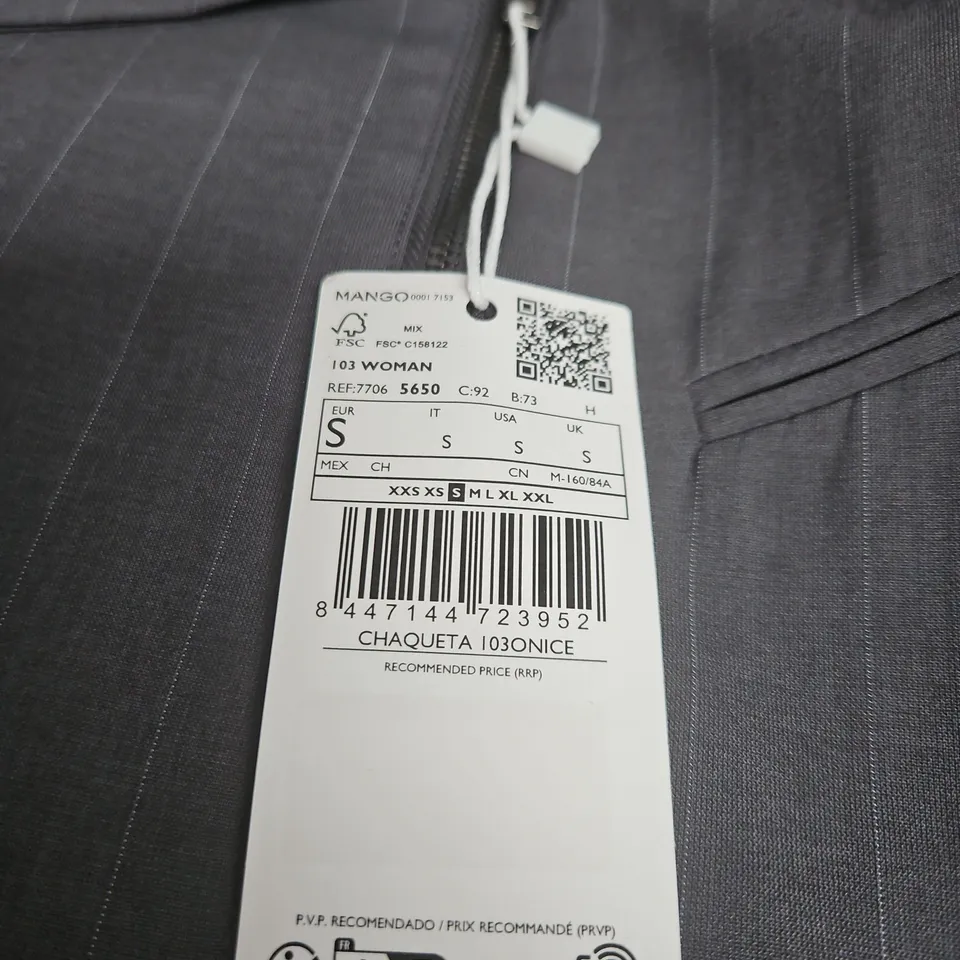 MANGO 0001 7153
FSC
MIX
FSC® C158122
103 WOMAN
REF:7706 5650 C:92 B:73 H
EUR IT USA UK
S S S S
MEX CH CN M-160/84A
XXS XS S M L XL XXL
8 447144 723952
CHAQUETA 103ONICE
RECOMMENDED PRICE (RRP)
P.V.P. RECOMENDADO / PRIX RECOMMANDÉ (PRVP)
FR